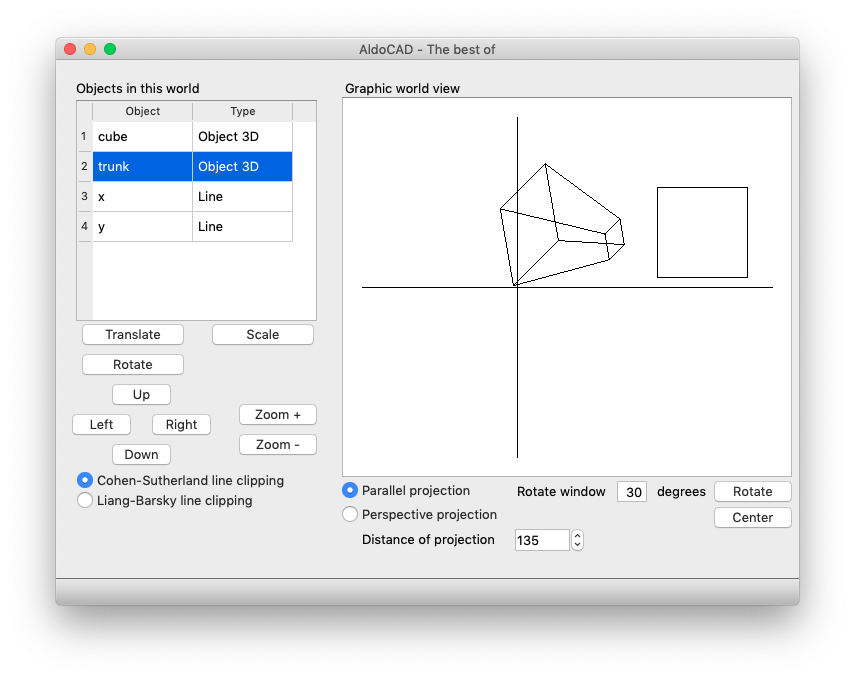 AldoCAD - The best of
Objects in this world
Object Type
1 cube Object 3D
2 trunk Object 3D
3 x Line
4 y Line
Translate Scale
Rotate
Up
Left Right
Down
Zoom +
Zoom -
Cohen-Sutherland line clipping
Liang-Barsky line clipping
Graphic world view
Parallel projection
Perspective projection
Distance of projection 135
Rotate window 30 degrees Rotate
Center